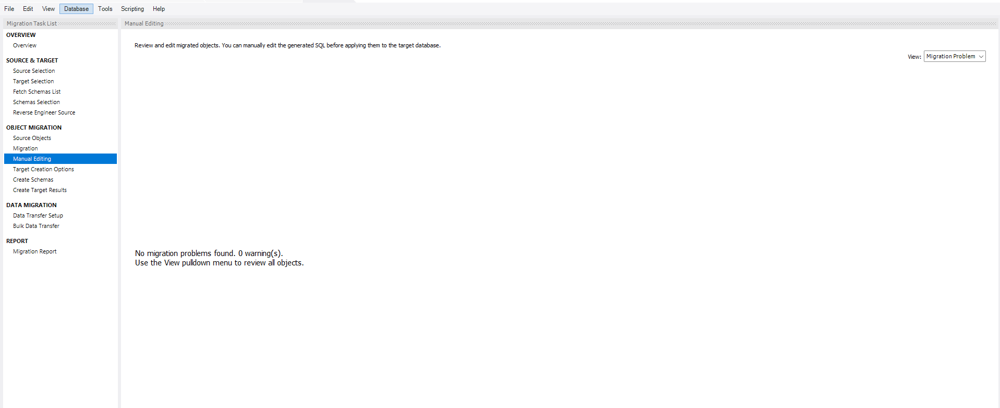 File Edit View Database Tools Scripting Help
Migration Task List
OVERVIEW
Overview
SOURCE & TARGET
Source Selection
Target Selection
Fetch Schemas List
Schemas Selection
Reverse Engineer Source
OBJECT MIGRATION
Source Objects
Migration
Manual Editing
Target Creation Options
Create Schemas
Create Target Results
DATA MIGRATION
Data Transfer Setup
Bulk Data Transfer
REPORT
Migration Report
Manual Editing
Review and edit migrated objects. You can manually edit the generated SQL before applying them to the target database.
View: Migration Problem
No migration problems found. 0 warning(s).
Use the View pulldown menu to review all objects.